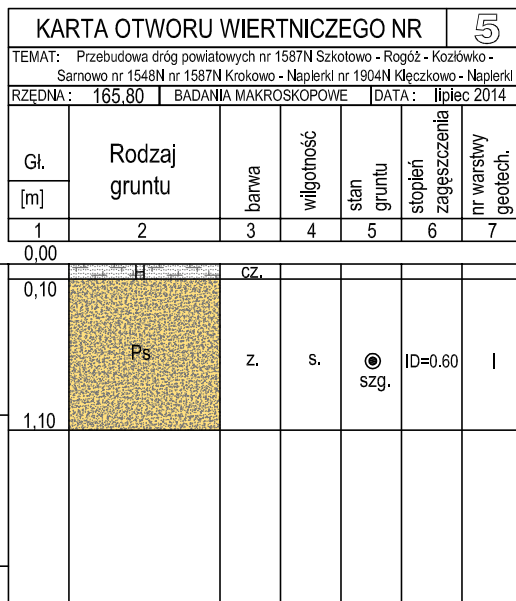 KARTA OTWORU WIERTNICZEGO NR 5
TEMAT: Przebudowa dróg powiatowych nr 1587N Szkotowo - Rogóż - Kozłówko -
Sarnowo nr 1548N nr 1587N Krokowo - Napierki nr 1904N Kłęczkowo - Napierki
RZĘDNA: 165,80 BADANIA MAKROSKOPOWE DATA: lipiec 2014
Gł.
[m]
Rodzaj
gruntu
barwa
wilgotność
stan
gruntu
stopień
zagęszczenia
nr warstwy
geotech.
1 2 3 4 5 6 7
0,00
H cz.
0,10
Ps z. s. ID=0.60 I
szg.
1,10